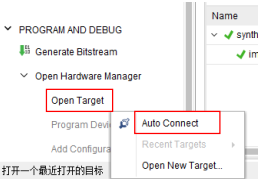 Name
PROGRAM AND DEBUG
synth
Generate Bitstream
im
Open Hardware Manager
Open Target
Auto Connect
Program Devi
Recent Targets
Add Configura
Open New Target...
打开一个最近打开的目标